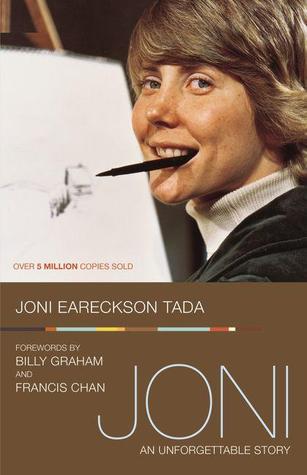 OVER 5 MILLION COPIES SOLD
JONI EARECKSON TADA
FOREWORDS BY
BILLY GRAHAM
AND
FRANCIS CHAN
JONI
AN UNFORGETTABLE STORY